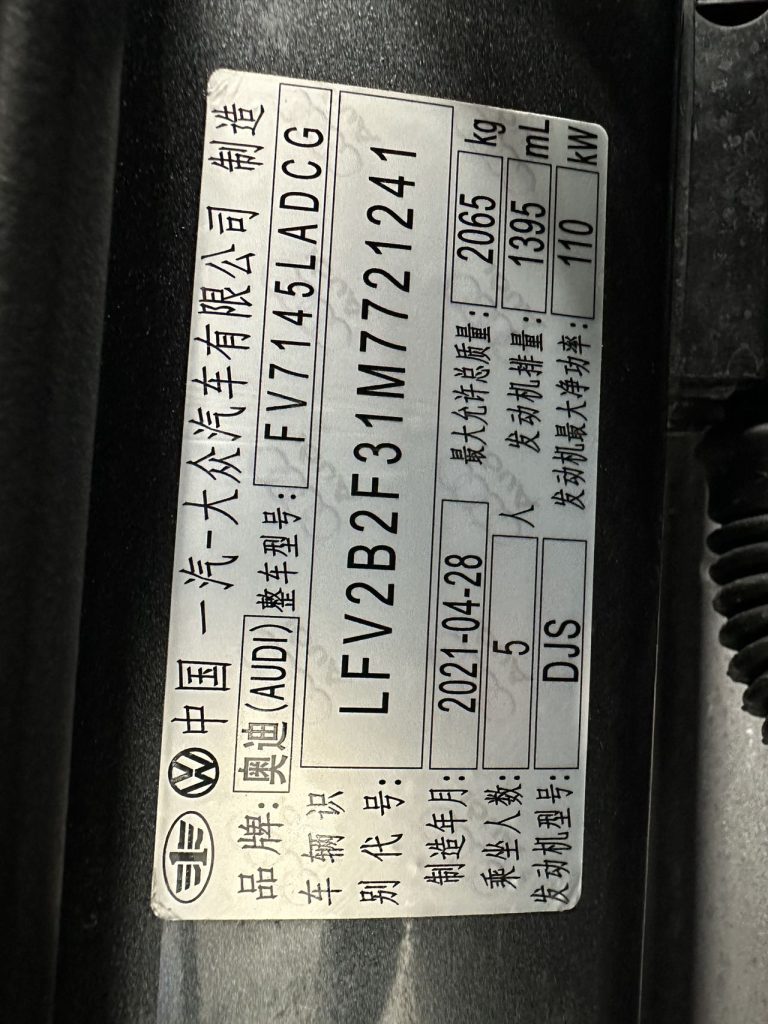 中国 一汽-大众汽车有限公司 制造
品牌: 奥迪(AUDI) 整车型号: FV7145LADCG
车辆识别代号: LFV2B2F31M7721241
制造年月: 2021-04-28 最大允许总质量: 2065 kg
乘坐人数: 5 人 发动机排量: 1395 mL
发动机型号: DJS 发动机最大净功率: 110 kW